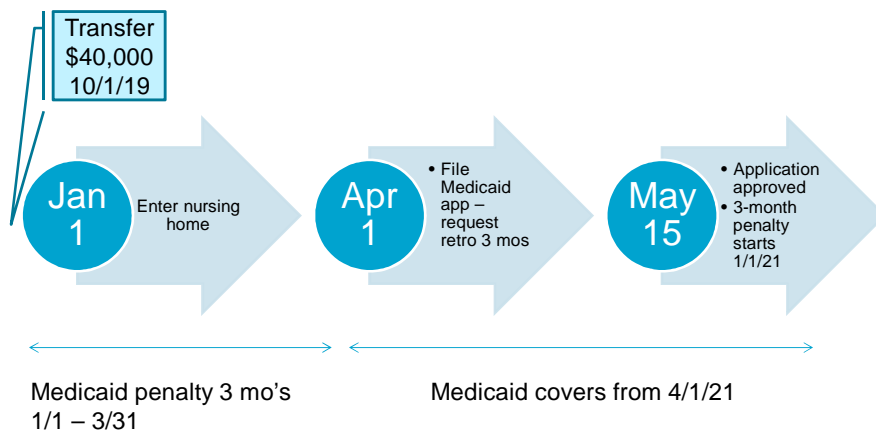 Transfer
$40,000
10/1/19
Jan
1
Enter nursing
home
Apr
1
• File
Medicaid
app –
request
retro 3 mos
May
15
• Application
approved
• 3-month
penalty
starts
1/1/21
Medicaid penalty 3 mo's
1/1 – 3/31
Medicaid covers from 4/1/21